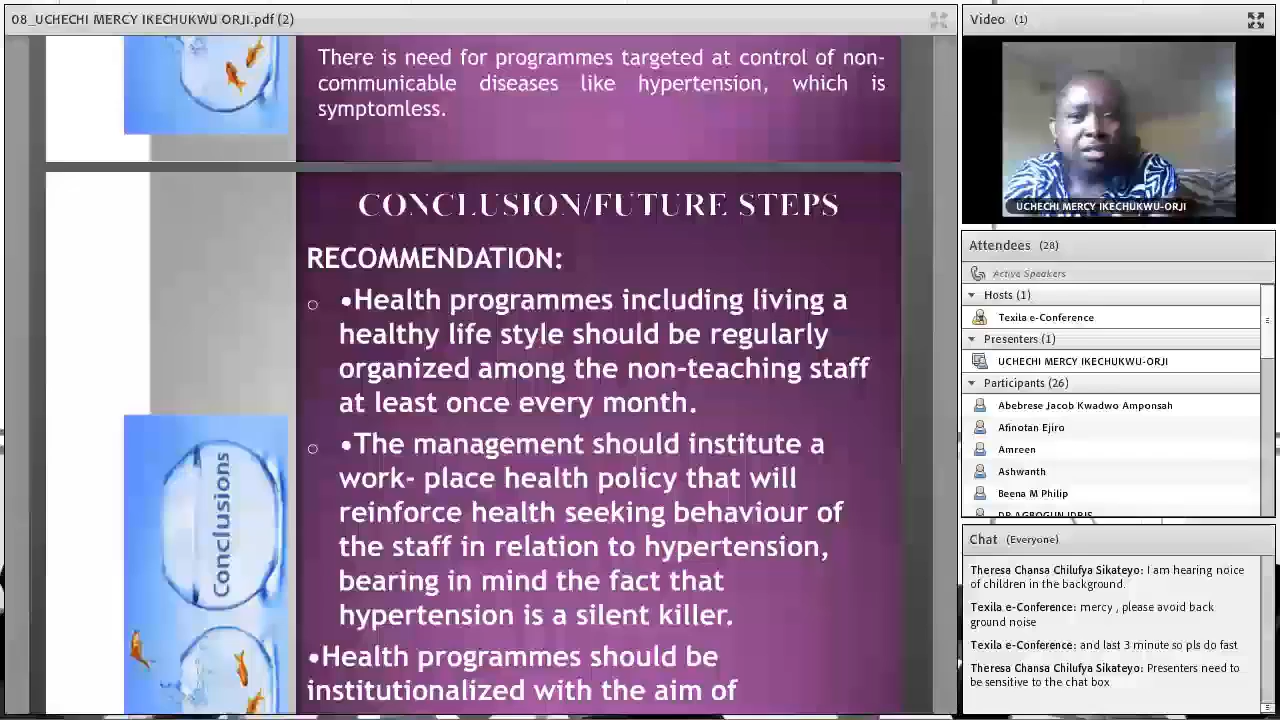 08_UCHECHI MERCY IKECHUKWU ORJI.pdf (2)
There is need for programmes targeted at control of non-
communicable diseases like hypertension, which is
symptomless.
CONCLUSION/FUTURE STEPS
RECOMMENDATION:
○ •Health programmes including living a
healthy life style should be regularly
organized among the non-teaching staff
at least once every month.
○ •The management should institute a
work- place health policy that will
reinforce health seeking behaviour of
the staff in relation to hypertension,
bearing in mind the fact that
hypertension is a silent killer.
•Health programmes should be
institutionalized with the aim of
Conclusions
Video (1)
UCHECHI MERCY IKECHUKWU-ORJI
Attendees (28)
Active Speakers
Hosts (1)
Texila e-Conference
Presenters (1)
UCHECHI MERCY IKECHUKWU-ORJI
Participants (26)
Abebrese Jacob Kwadwo Amponsah
Afinotan Ejiro
Amreen
Ashwanth
Beena M Philip
DR AGBOGUN IDRIS
Chat (Everyone)
Theresa Chansa Chilufya Sikateyo: I am hearing noice
of children in the background.
Texila e-Conference: mercy , please avoid back
ground noise
Texila e-Conference: and last 3 minute so pls do fast
Theresa Chansa Chilufya Sikateyo: Presenters need to
be sensitive to the chat box